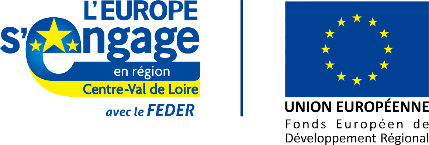 L'EUROPE
s'engage
en région
Centre-Val de Loire
avec le FEDER
UNION EUROPÉENNE
Fonds Européen de
Développement Régional